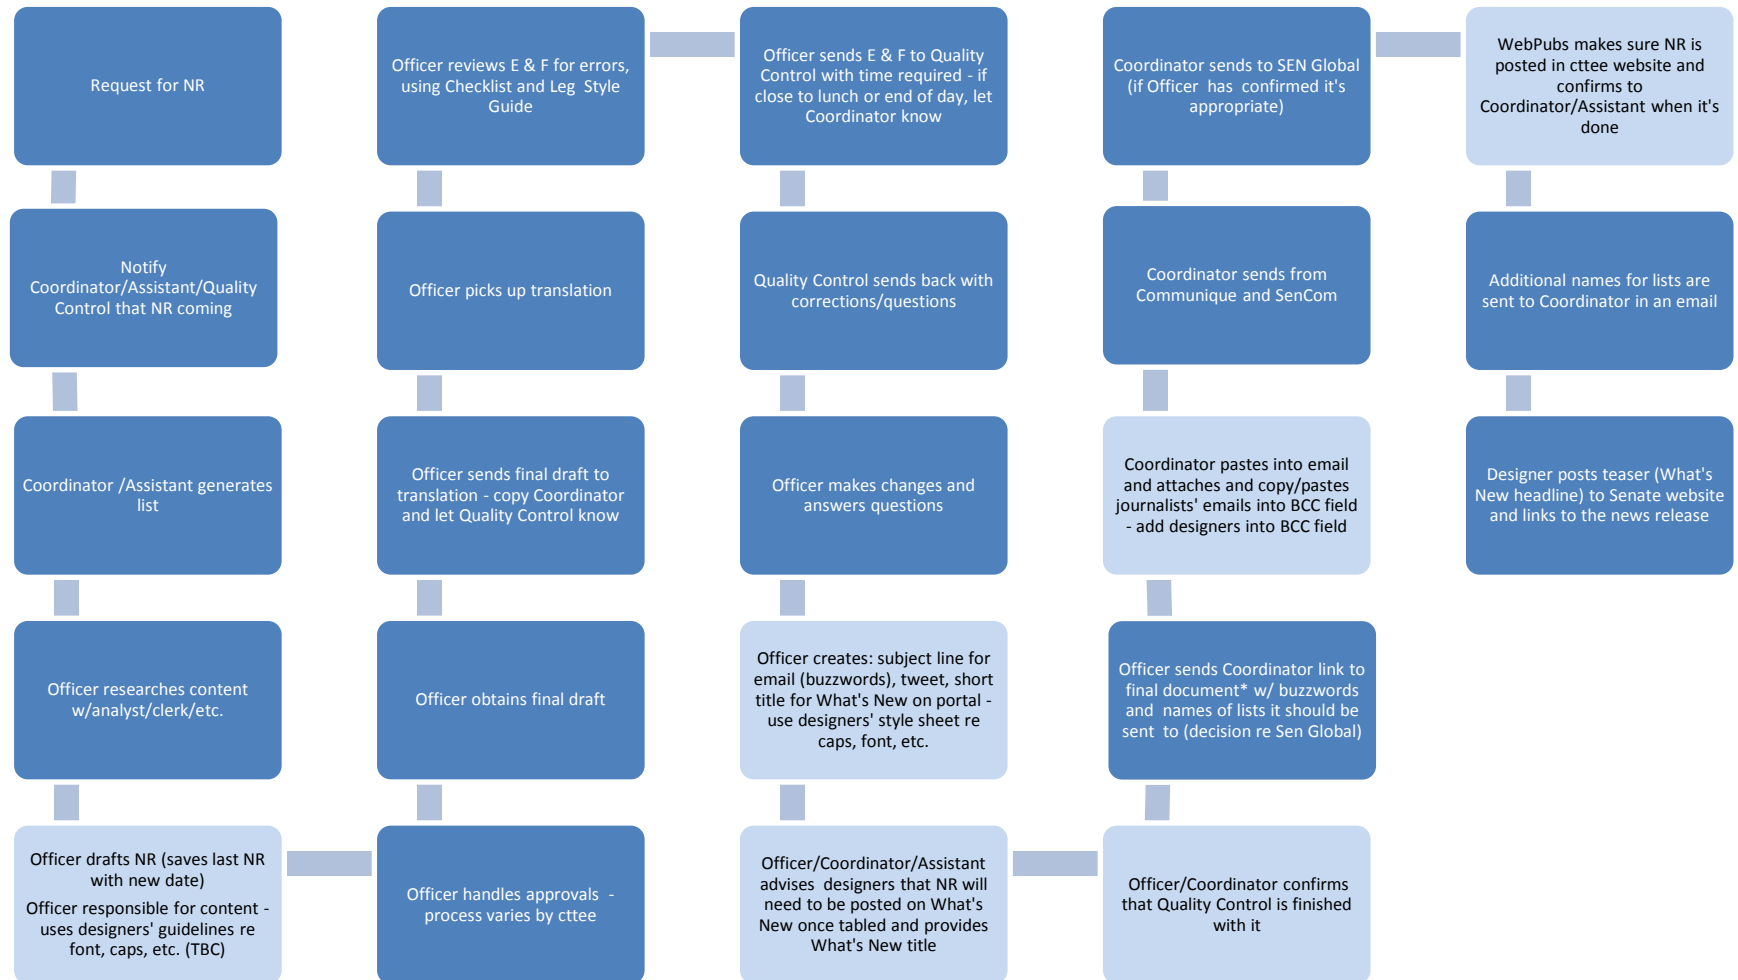 Request for NR
Notify
Coordinator/Assistant/Quality
Control that NR coming
Coordinator /Assistant generates
list
Officer researches content
w/analyst/clerk/etc.
Officer drafts NR (saves last NR
with new date)
Officer responsible for content -
uses designers' guidelines re
font, caps, etc. (TBC)
Officer handles approvals -
process varies by cttee
Officer obtains final draft
Officer sends final draft to
translation - copy Coordinator
and let Quality Control know
Officer picks up translation
Officer reviews E & F for errors,
using Checklist and Leg Style
Guide
Officer sends E & F to Quality
Control with time required - if
close to lunch or end of day, let
Coordinator know
Quality Control sends back with
corrections/questions
Officer makes changes and
answers questions
Officer creates: subject line for
email (buzzwords), tweet, short
title for What's New on portal -
use designers' style sheet re
caps, font, etc.
Officer/Coordinator/Assistant
advises designers that NR will
need to be posted on What's
New once tabled and provides
What's New title
Officer/Coordinator confirms
that Quality Control is finished
with it
Officer sends Coordinator link to
final document* w/ buzzwords
and names of lists it should be
sent to (decision re Sen Global)
Coordinator pastes into email
and attaches and copy/pastes
journalists' emails into BCC field
- add designers into BCC field
Coordinator sends from
Communique and SenCom
Coordinator sends to SEN Global
(if Officer has confirmed it's
appropriate)
WebPubs makes sure NR is
posted in cttee website and
confirms to
Coordinator/Assistant when it's
done
Additional names for lists are
sent to Coordinator in an email
Designer posts teaser (What's
New headline) to Senate website
and links to the news release